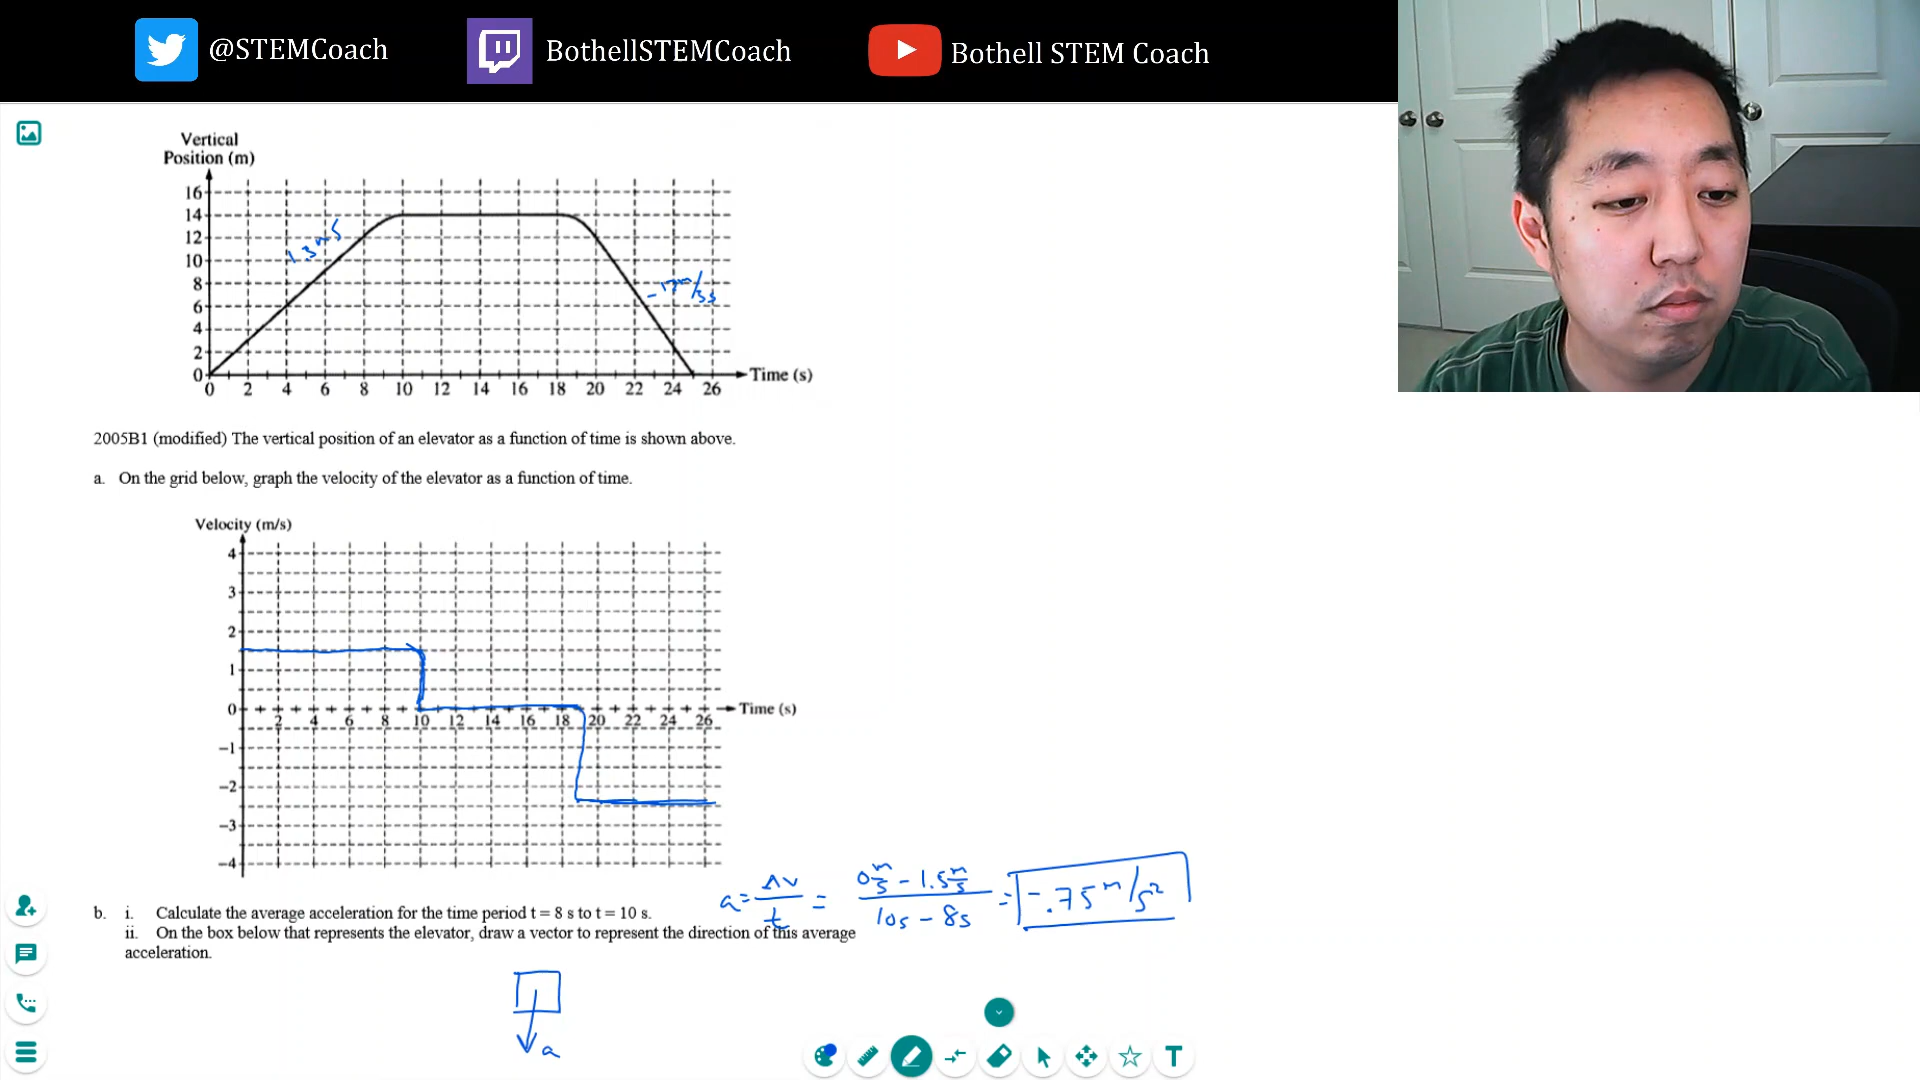 @STEMCoach
BothellSTEMCoach
Bothell STEM Coach
Vertical
Position (m)
16
14
12
10
8
6
4
2
0
0 2 4 6 8 10 12 14 16 18 20 22 24 26
Time (s)
2005B1 (modified) The vertical position of an elevator as a function of time is shown above.
a. On the grid below, graph the velocity of the elevator as a function of time.
Velocity (m/s)
4
3
2
1
0
−1
−2
−3
−4
2 4 6 8 10 12 14 16 18 20 22 24 26
Time (s)
a = Δv / t = 0 m/s − 1.5 m/s / 10s − 8s = −.75 m/s²
b. i. Calculate the average acceleration for the time period t = 8 s to t = 10 s.
ii. On the box below that represents the elevator, draw a vector to represent the direction of this average
acceleration.
a
T